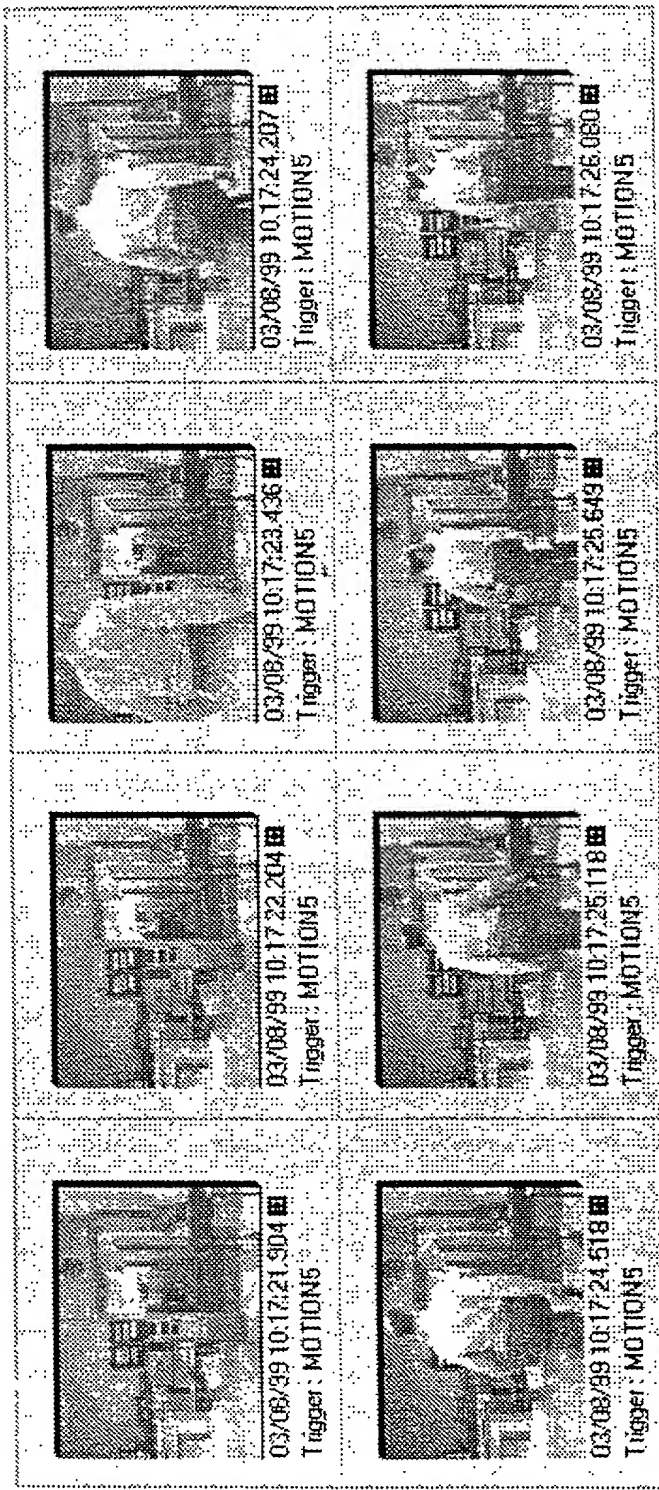 03/08/99 10:17:21.904
Trigger : MOTION5
03/08/99 10:17:22.204
Trigger : MOTION5
03/08/99 10:17:23.436
Trigger : MOTION5
03/08/99 10:17:24.207
Trigger : MOTION5
03/08/99 10:17:24.518
Trigger : MOTION5
03/08/99 10:17:25.118
Trigger : MOTION5
03/08/99 10:17:25.649
Trigger : MOTION5
03/08/99 10:17:26.080
Trigger : MOTION5